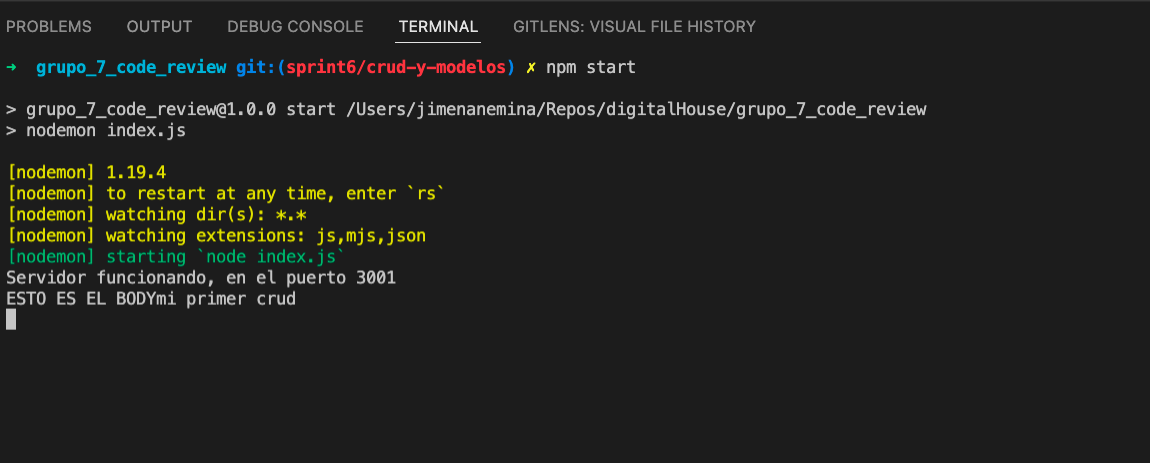 PROBLEMS OUTPUT DEBUG CONSOLE TERMINAL GITLENS: VISUAL FILE HISTORY
➜ grupo_7_code_review git:(sprint6/crud-y-modelos) ✗ npm start
> grupo_7_code_review@1.0.0 start /Users/jimenanemina/Repos/digitalHouse/grupo_7_code_review
> nodemon index.js
[nodemon] 1.19.4
[nodemon] to restart at any time, enter `rs`
[nodemon] watching dir(s): *.*
[nodemon] watching extensions: js,mjs,json
[nodemon] starting `node index.js`
Servidor funcionando, en el puerto 3001
ESTO ES EL BODYmi primer crud